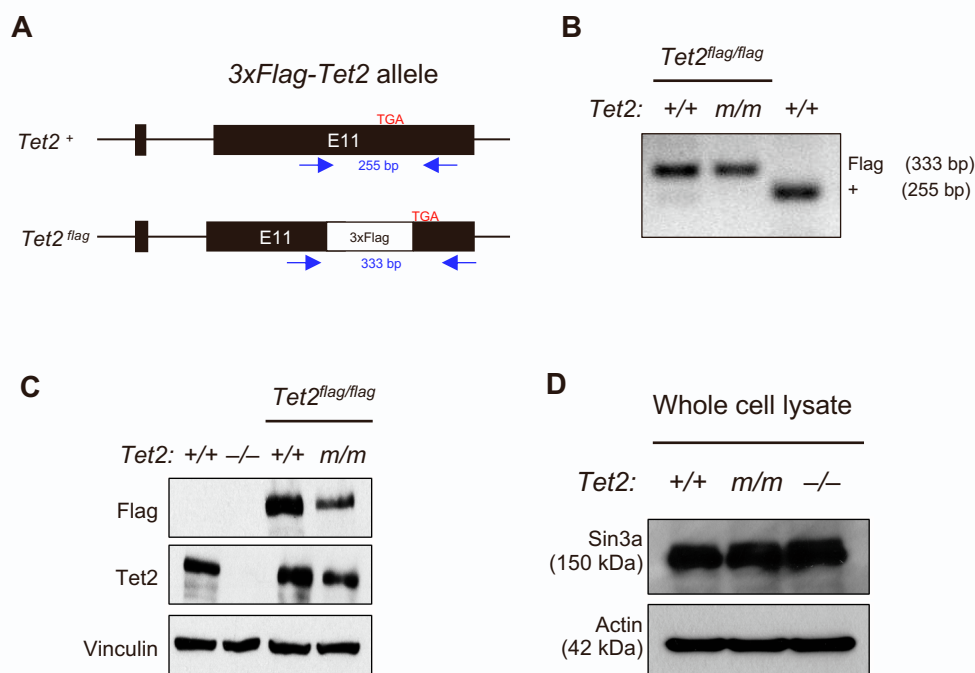 A
3xFlag-Tet2 allele
Tet2 +
TGA
E11
255 bp
Tet2 flag
TGA
E11
3xFlag
333 bp
B
Tet2flag/flag
Tet2: +/+ m/m +/+
Flag (333 bp)
+ (255 bp)
C
Tet2flag/flag
Tet2: +/+ –/– +/+ m/m
Flag
Tet2
Vinculin
D
Whole cell lysate
Tet2: +/+ m/m –/–
Sin3a
(150 kDa)
Actin
(42 kDa)